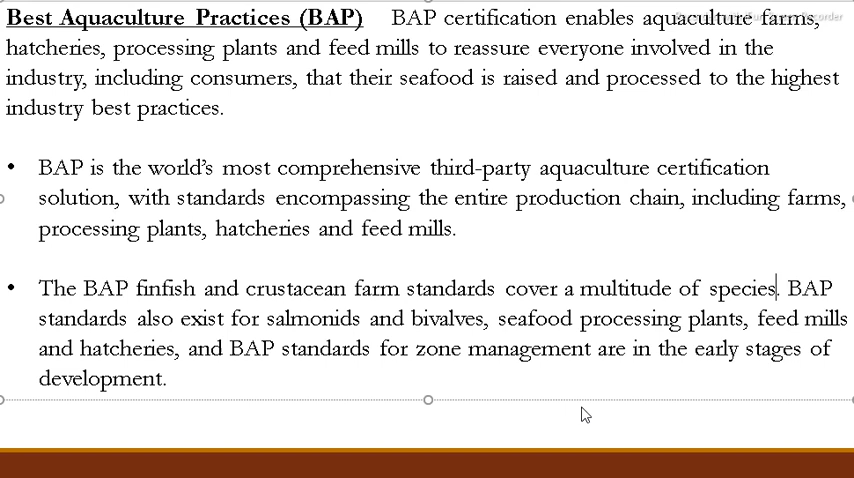 Best Aquaculture Practices (BAP) BAP certification enables aquaculture farms,
hatcheries, processing plants and feed mills to reassure everyone involved in the
industry, including consumers, that their seafood is raised and processed to the highest
industry best practices.
• BAP is the world's most comprehensive third-party aquaculture certification
solution, with standards encompassing the entire production chain, including farms,
processing plants, hatcheries and feed mills.
• The BAP finfish and crustacean farm standards cover a multitude of species. BAP
standards also exist for salmonids and bivalves, seafood processing plants, feed mills
and hatcheries, and BAP standards for zone management are in the early stages of
development.